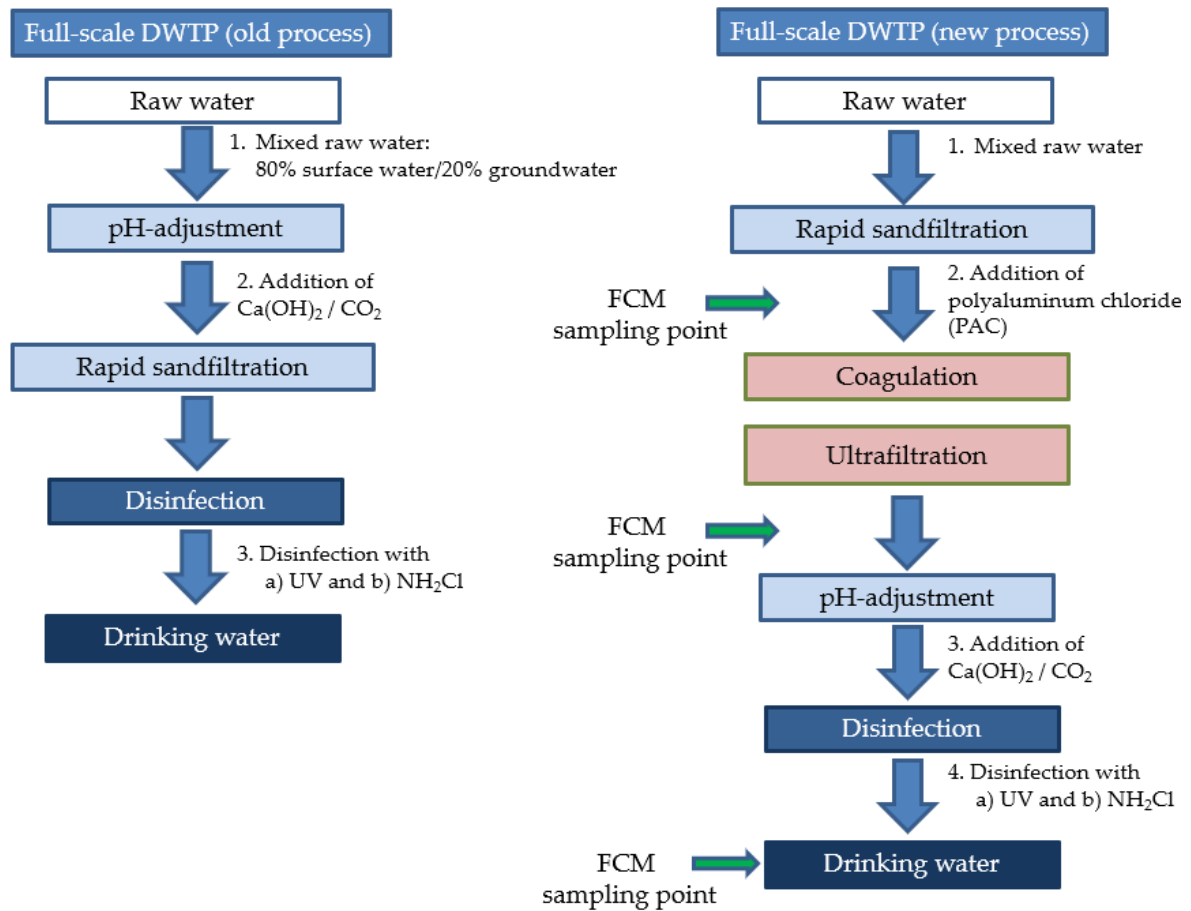 Full-scale DWTP (old process)
Raw water
1. Mixed raw water:
80% surface water/20% groundwater
pH-adjustment
2. Addition of
Ca(OH)₂ / CO₂
Rapid sandfiltration
Disinfection
3. Disinfection with
a) UV and b) NH₂Cl
Drinking water
Full-scale DWTP (new process)
Raw water
1. Mixed raw water
Rapid sandfiltration
FCM
sampling point
2. Addition of
polyaluminum chloride
(PAC)
Coagulation
Ultrafiltration
FCM
sampling point
pH-adjustment
3. Addition of
Ca(OH)₂ / CO₂
Disinfection
4. Disinfection with
a) UV and b) NH₂Cl
FCM
sampling point
Drinking water